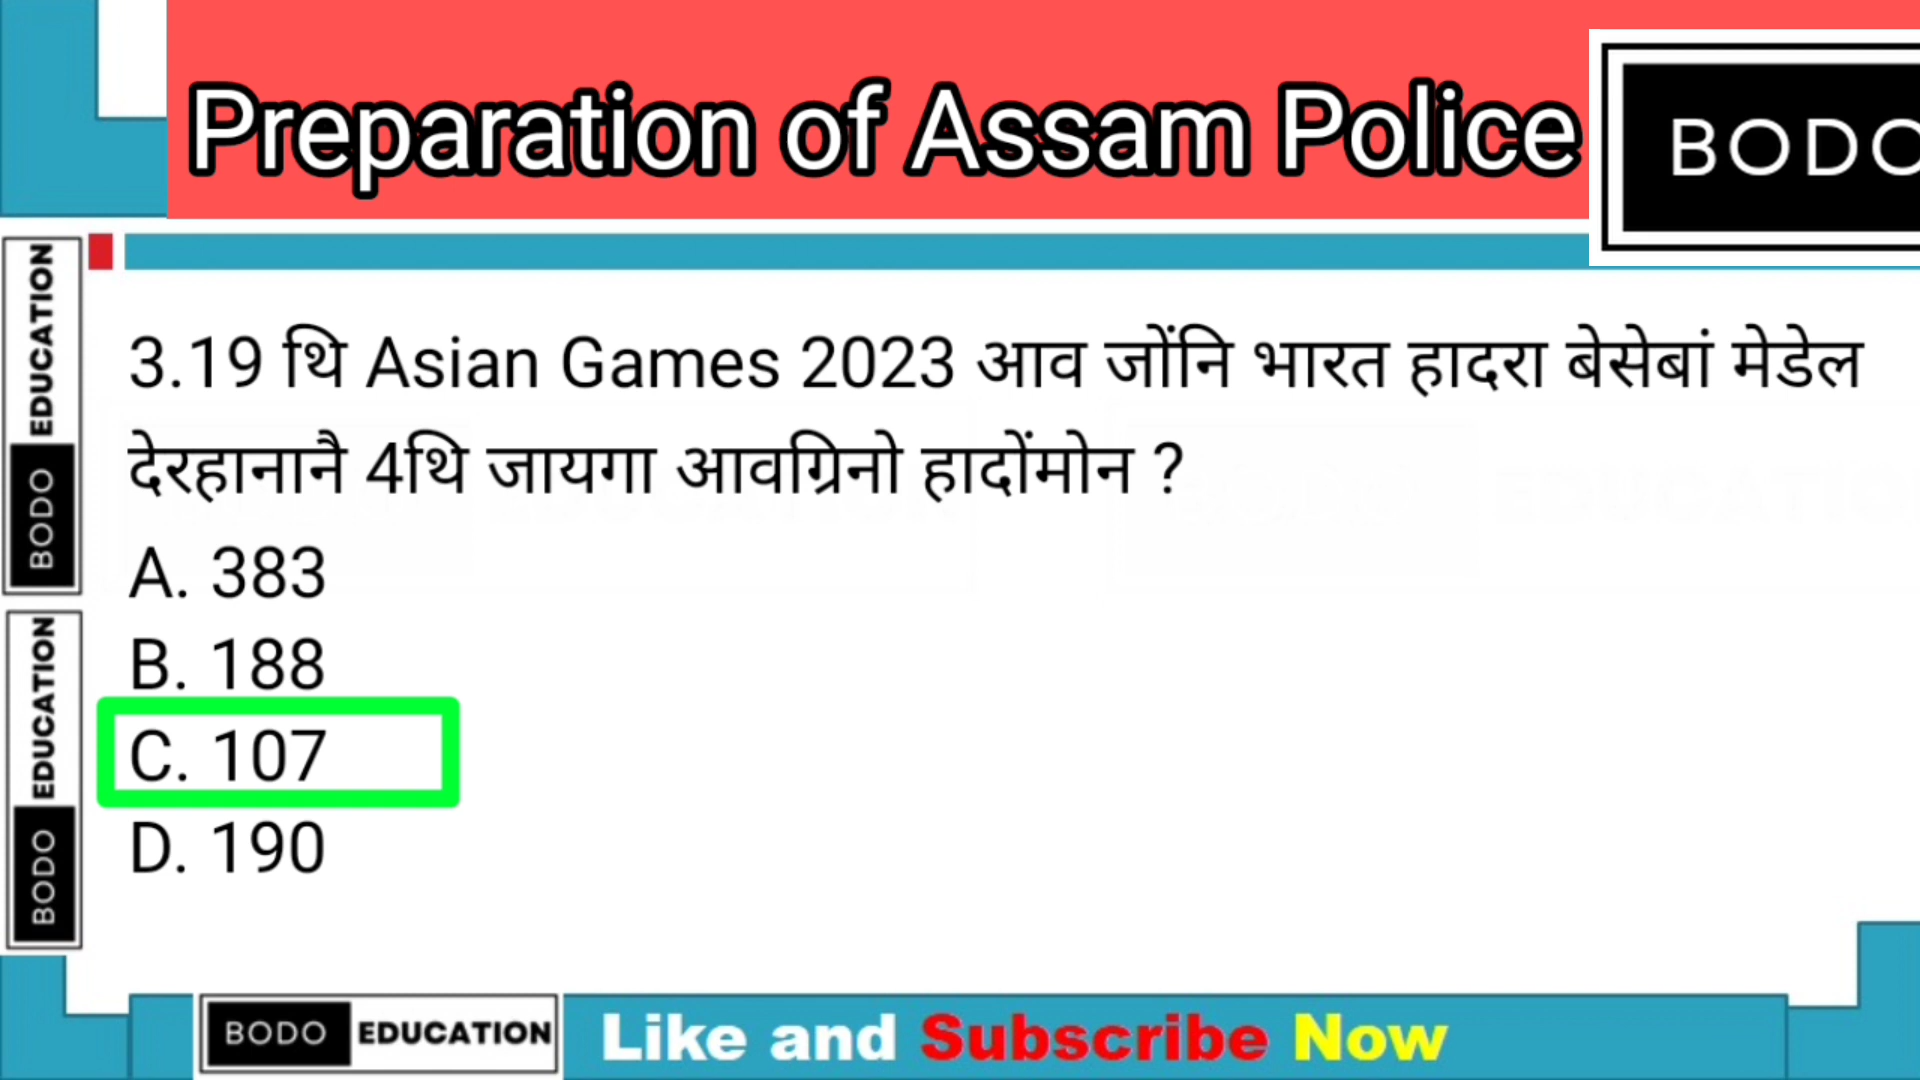 Preparation of Assam Police
BODO
BODO EDUCATION
BODO EDUCATION
3.19 थि Asian Games 2023 आव जोंनि भारत हादरा बेसेबां मेडेल
देरहानानै 4थि जायगा आवग्रिनो हादोंमोन ?
A. 383
B. 188
C. 107
D. 190
BODO EDUCATION
Like and Subscribe Now